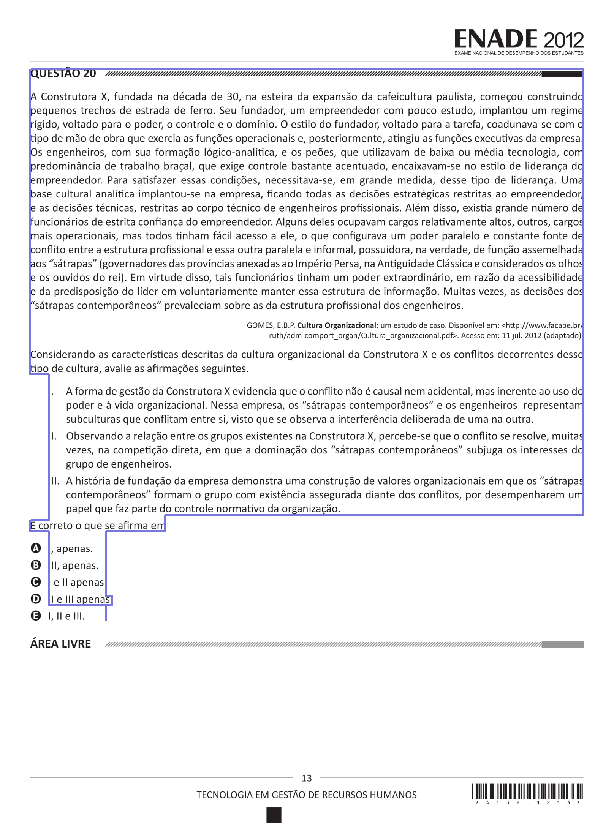 ENADE 2012
EXAME NACIONAL DE DESEMPENHO DOS ESTUDANTES
QUESTÃO 20
A Construtora X, fundada na década de 30, na esteira da expansão da cafeicultura paulista, começou construindo
pequenos trechos de estrada de ferro. Seu fundador, um empreendedor com pouco estudo, implantou um regime
rígido, voltado para o poder, o controle e o domínio. O estilo do fundador, voltado para a tarefa, coadunava-se com o
tipo de mão de obra que exercia as funções operacionais e, posteriormente, atingiu as funções executivas da empresa.
Os engenheiros, com sua formação lógico-analítica, e os peões, que utilizavam de baixa ou média tecnologia, com
predominância de trabalho braçal, que exige controle bastante acentuado, encaixavam-se no estilo de liderança do
empreendedor. Para satisfazer essas condições, necessitava-se, em grande medida, desse tipo de liderança. Uma
base cultural analítica implantou-se na empresa, ficando todas as decisões estratégicas restritas ao empreendedor,
e as decisões técnicas, restritas ao corpo técnico de engenheiros profissionais. Além disso, existia grande número de
funcionários de estrita confiança do empreendedor. Alguns deles ocupavam cargos relativamente altos, outros, cargos
mais operacionais, mas todos tinham fácil acesso a ele, o que configurava um poder paralelo e constante fonte de
conflito entre a estrutura profissional e essa outra paralela e informal, possuidora, na verdade, de função assemelhada
aos “sátrapas” (governadores das províncias anexadas ao Império Persa, na Antiguidade Clássica e considerados os olhos
e os ouvidos do rei). Em virtude disso, tais funcionários tinham um poder extraordinário, em razão da acessibilidade
e da predisposição do líder em voluntariamente manter essa estrutura de informação. Muitas vezes, as decisões dos
“sátrapas contemporâneos” prevaleciam sobre as da estrutura profissional dos engenheiros.
GOMES, E.B.P. Cultura Organizacional: um estudo de caso. Disponível em: <http://www.facape.br/
ruth/adm-comport_organ/Cultura_organizacional.pdf>. Acesso em: 11 jul. 2012 (adaptado).
Considerando as características descritas da cultura organizacional da Construtora X e os conflitos decorrentes desse
tipo de cultura, avalie as afirmações seguintes.
I. A forma de gestão da Construtora X evidencia que o conflito não é causal nem acidental, mas inerente ao uso do
poder e à vida organizacional. Nessa empresa, os “sátrapas contemporâneos” e os engenheiros representam
subculturas que conflitam entre si, visto que se observa a interferência deliberada de uma na outra.
II. Observando a relação entre os grupos existentes na Construtora X, percebe-se que o conflito se resolve, muitas
vezes, na competição direta, em que a dominação dos “sátrapas contemporâneos” subjuga os interesses do
grupo de engenheiros.
III. A história de fundação da empresa demonstra uma construção de valores organizacionais em que os “sátrapas
contemporâneos” formam o grupo com existência assegurada diante dos conflitos, por desempenharem um
papel que faz parte do controle normativo da organização.
É correto o que se afirma em
A I, apenas.
B III, apenas.
C I e II apenas
D II e III apenas
E I, II e III.
ÁREA LIVRE
13
TECNOLOGIA EM GESTÃO DE RECURSOS HUMANOS